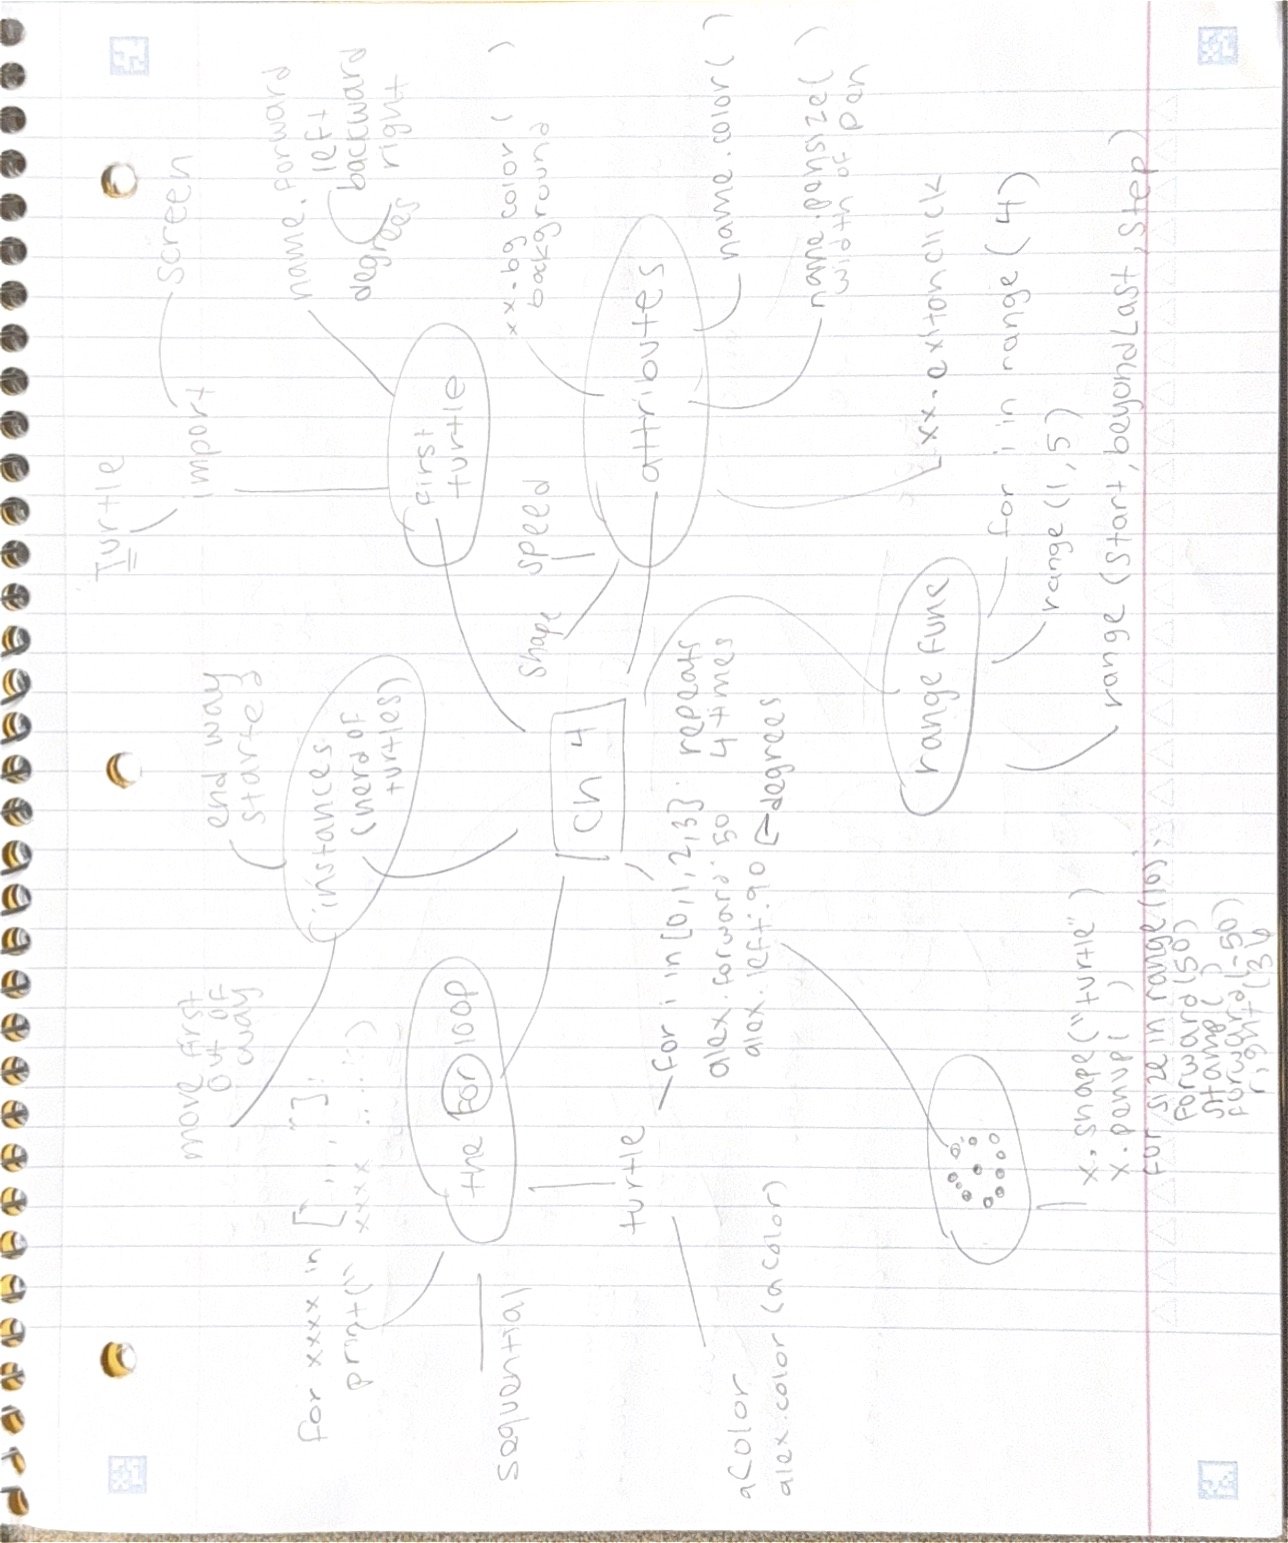 Turtle
import
screen
first
turtle
name.forward
left
backward
right
degrees
instances
(herd of
turtles)
end way
started
move first
out of
way
Ch 4
the for loop
for xxxx in [" ", " "]:
print("
xxxx
sequential
turtle
for i in [0,1,2,3]: repeats
alex.forward: 50 4 times
alex.left: 90 degrees
aColor
alex.color (aColor)
attributes
shape
speed
xx.bgcolor( )
background
name.color( )
name.pensize( )
width of pen
xx.exitonclick
range func
for i in range (4)
range (1,5)
range (start, beyondLast, step)
x.shape("turtle")
x.penup( )
for size in range(10):
forward(50)
stamp( )
forward(-50)
right(36